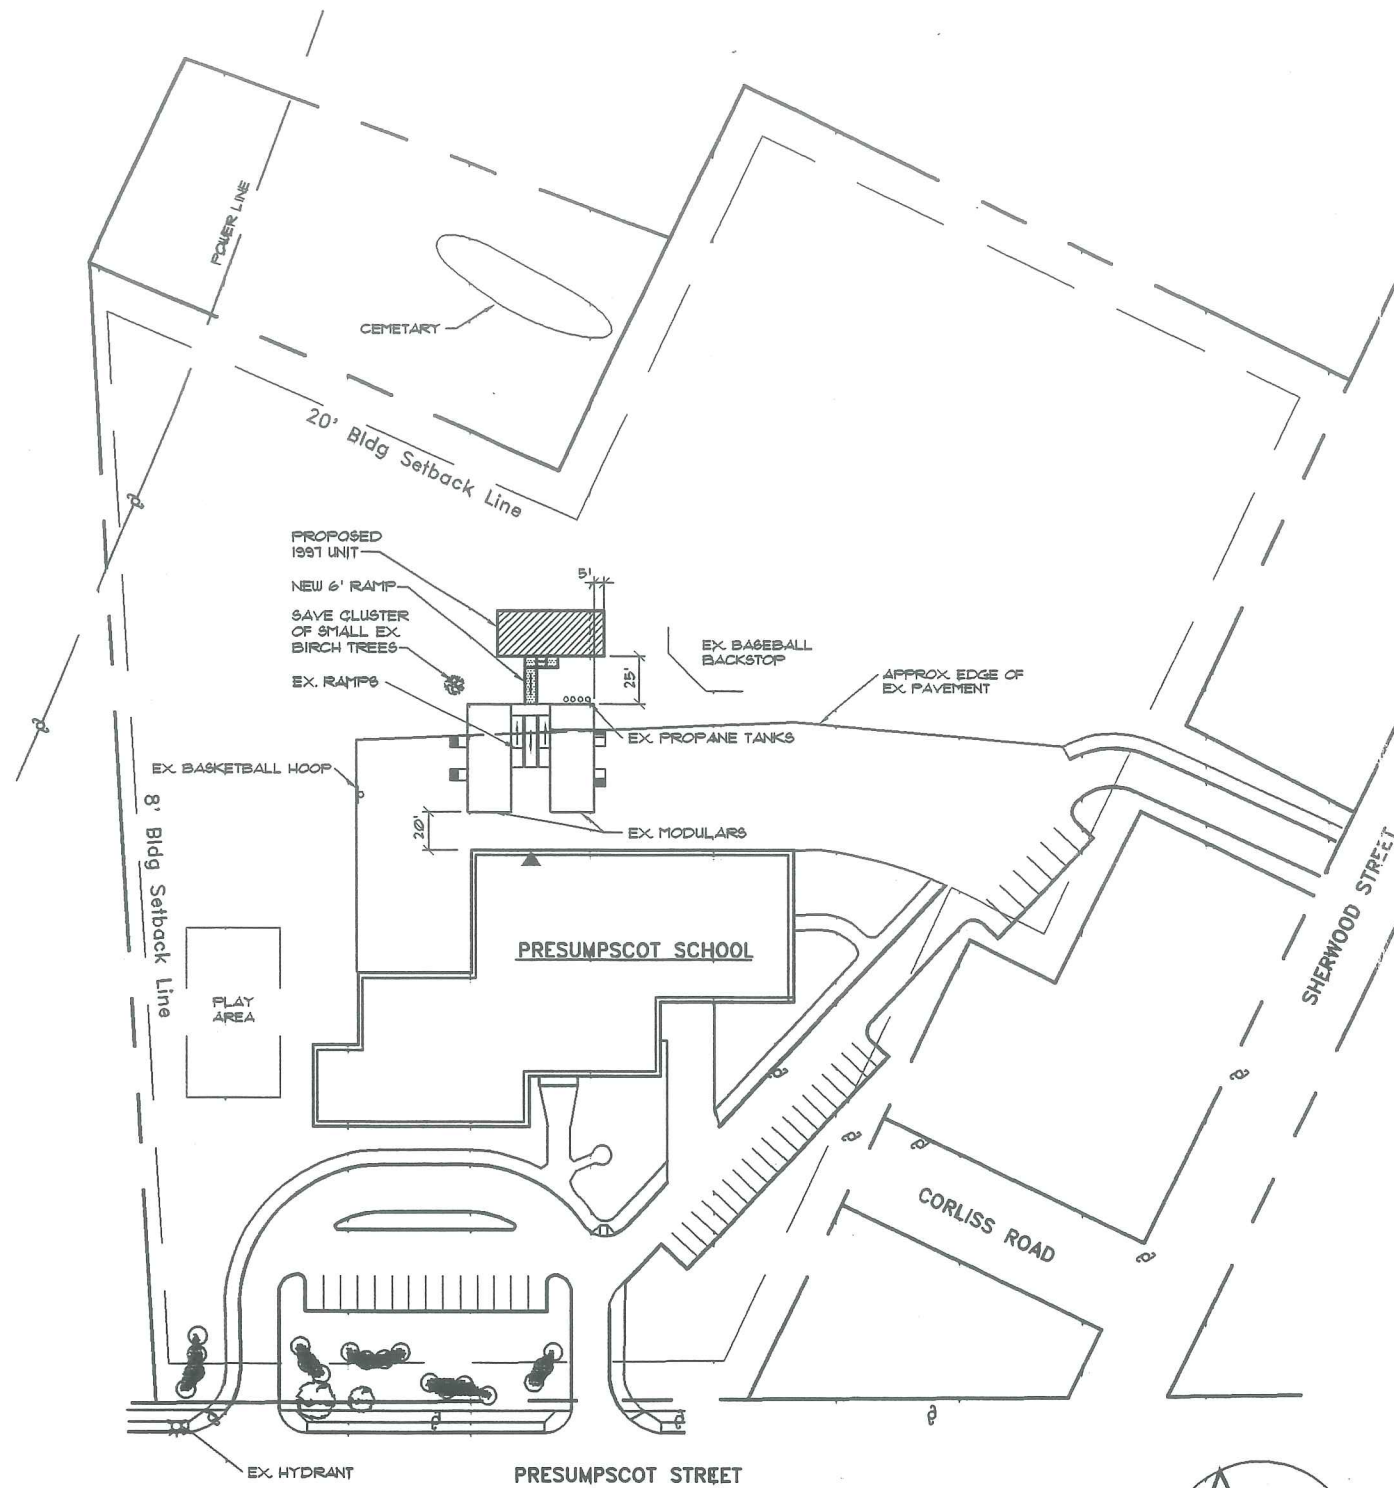 POWER LINE
CEMETARY
20' Bldg Setback Line
PROPOSED
1997 UNIT
NEW 6' RAMP
SAVE CLUSTER
OF SMALL EX.
BIRCH TREES
EX. RAMPS
5'
25'
EX. BASEBALL
BACKSTOP
APPROX. EDGE OF
EX. PAVEMENT
EX. PROPANE TANKS
EX. BASKETBALL HOOP
20'
EX. MODULARS
8' Bldg Setback Line
PRESUMPSCOT SCHOOL
PLAY
AREA
SHERWOOD STREET
CORLISS ROAD
EX. HYDRANT
PRESUMPSCOT STREET